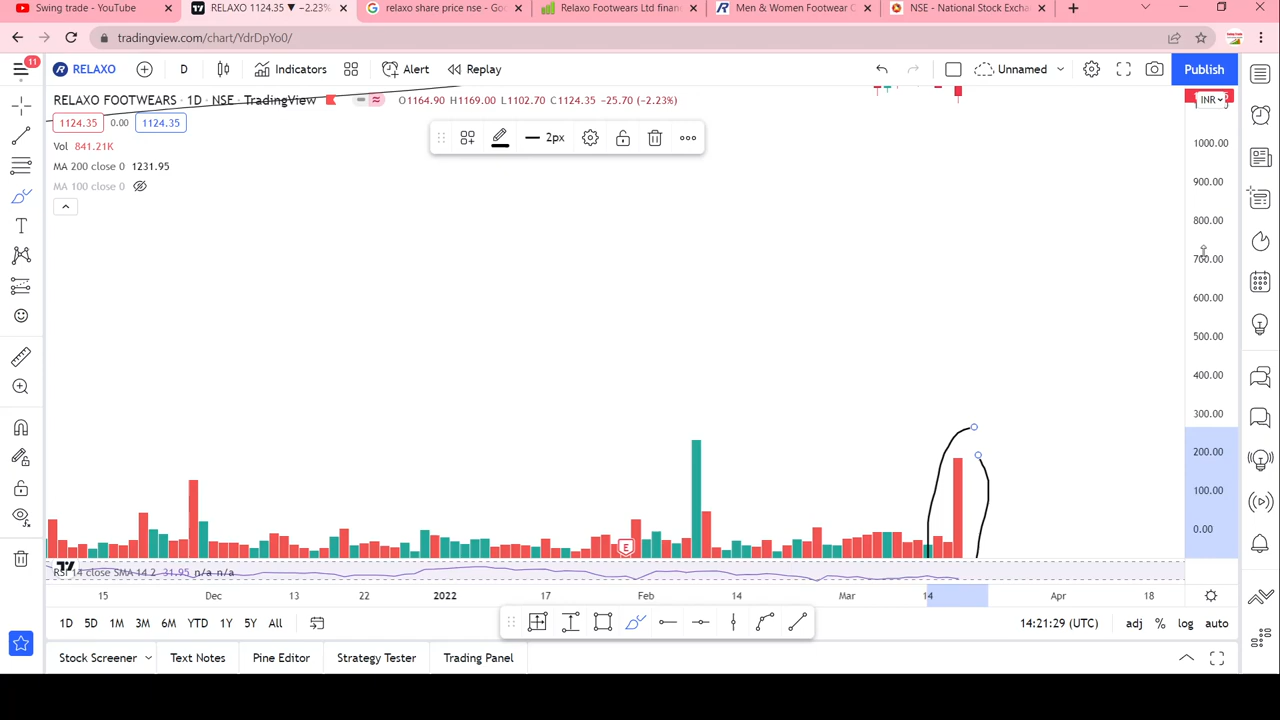 Swing trade - YouTube
RELAXO 1124.35 ▼ −2.23%
relaxo share price nse - Goo
Relaxo Footwears Ltd finan
Men & Women Footwear C
NSE - National Stock Excha
tradingview.com/chart/YdrDpYo0/
11
RELAXO
D
Indicators
Alert
Replay
Unnamed
Publish
RELAXO FOOTWEARS · 1D · NSE · TradingView
O1164.90 H1169.00 L1102.70 C1124.35 −25.70 (−2.23%)
INR
1124.35 0.00 1124.35
Vol 841.21K
MA 200 close 0 1231.95
MA 100 close 0
2px
1000.00
900.00
800.00
700.00
600.00
500.00
400.00
300.00
200.00
100.00
0.00
E
RSI 14 close SMA 14 2 31.95 n/a n/a
15 Dec 13 22 2022 17 Feb 14 Mar 14 Apr 18
1D 5D 1M 3M 6M YTD 1Y 5Y All
14:21:29 (UTC) adj % log auto
Stock Screener Text Notes Pine Editor Strategy Tester Trading Panel